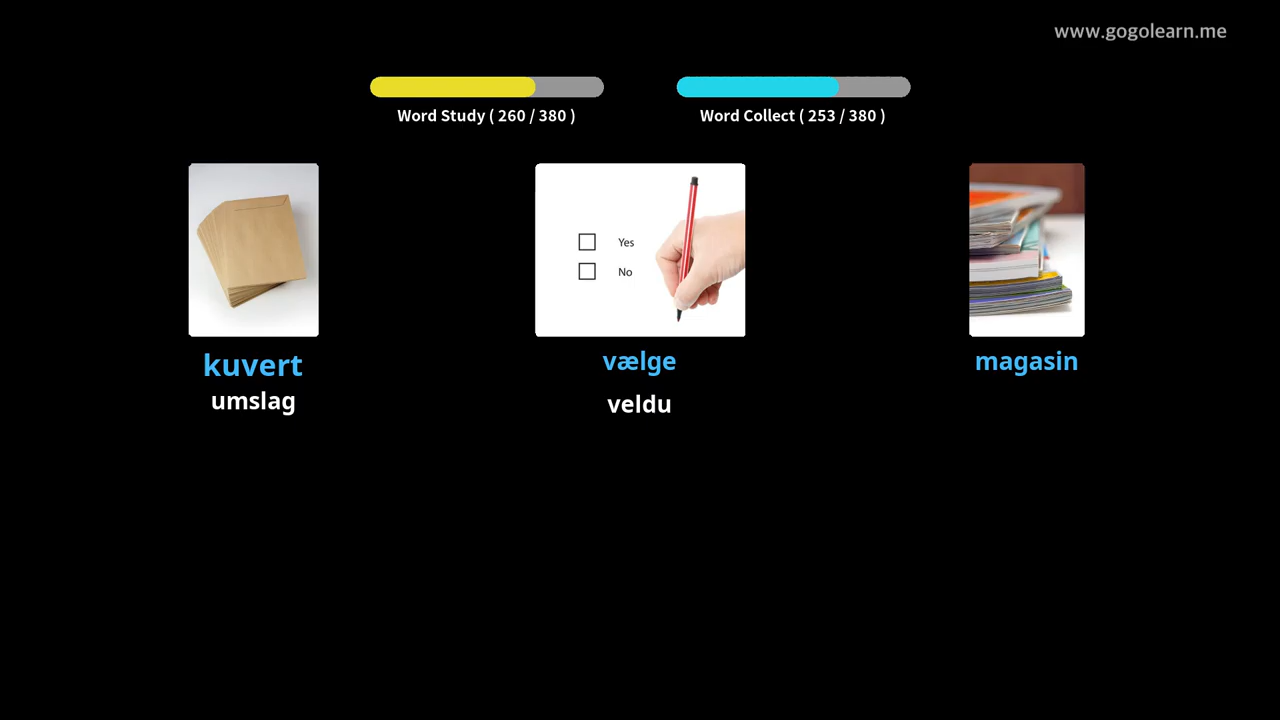 www.gogolearn.me
Word Study ( 260 / 380 )
Word Collect ( 253 / 380 )
Yes
No
kuvert
vælge
magasin
umslag
veldu